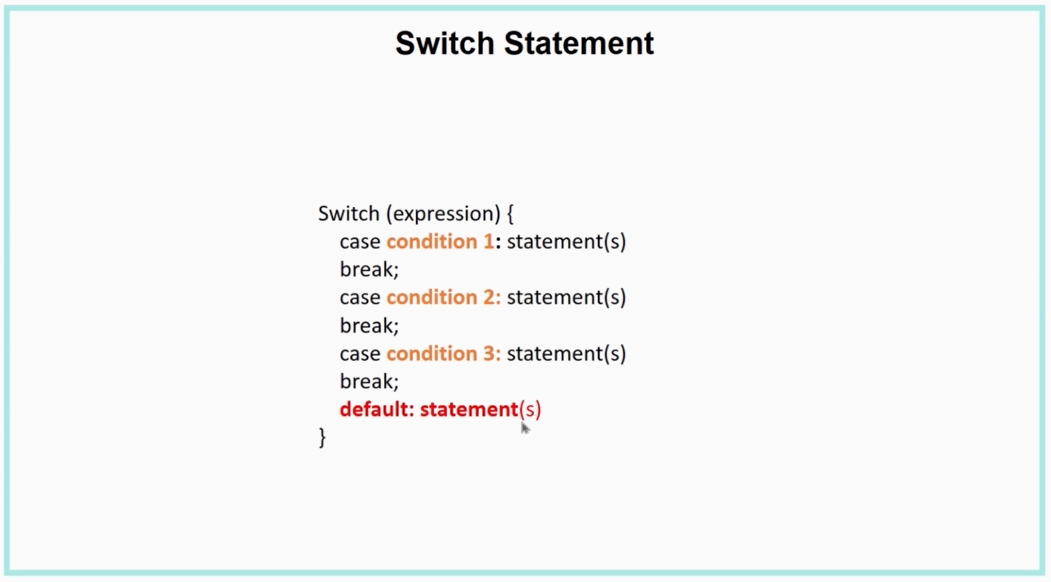 Switch Statement
Switch (expression) {
case condition 1: statement(s)
break;
case condition 2: statement(s)
break;
case condition 3: statement(s)
break;
default: statement(s)
}